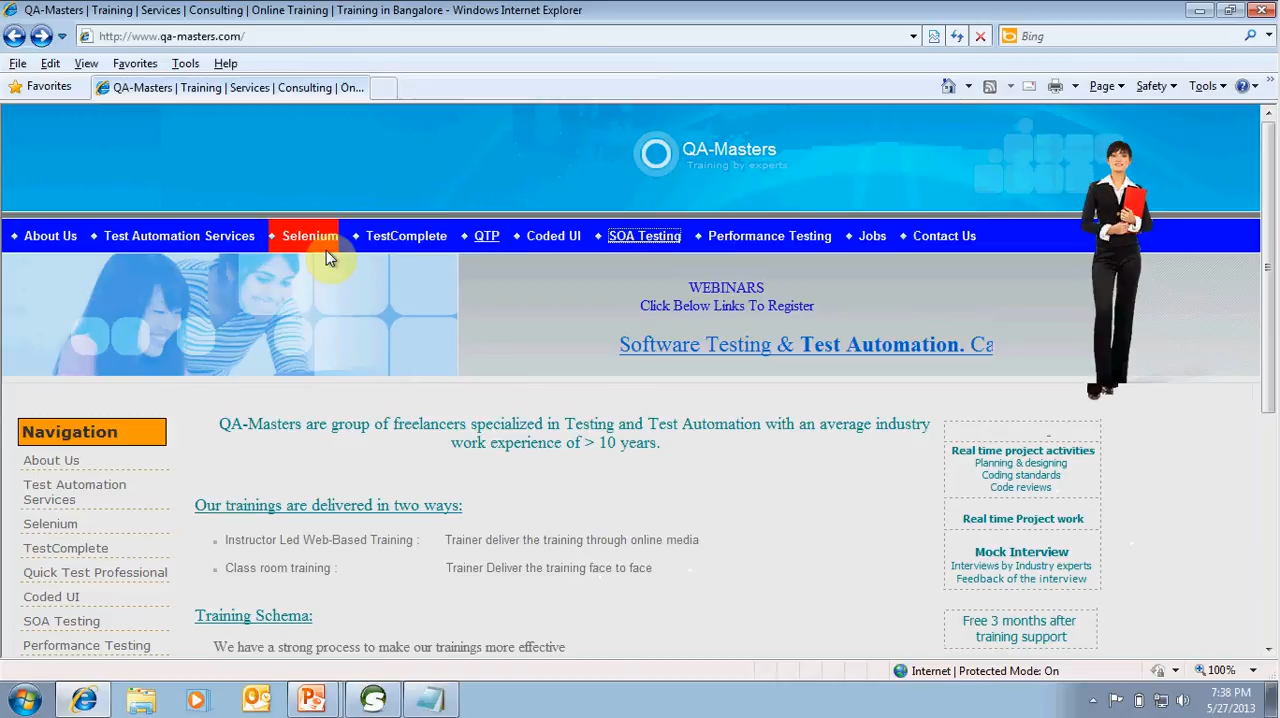 QA-Masters | Training | Services | Consulting | Online Training | Training in Bangalore - Windows Internet Explorer
http://www.qa-masters.com/
Bing
File Edit View Favorites Tools Help
Favorites
QA-Masters | Training | Services | Consulting | On...
Page Safety Tools
QA-Masters
Training by experts
About Us Test Automation Services Selenium TestComplete QTP Coded UI SOA Testing Performance Testing Jobs Contact Us
WEBINARS
Click Below Links To Register
Software Testing & Test Automation. Ca
Navigation
About Us
Test Automation
Services
Selenium
TestComplete
Quick Test Professional
Coded UI
SOA Testing
Performance Testing
QA-Masters are group of freelancers specialized in Testing and Test Automation with an average industry
work experience of > 10 years.
Our trainings are delivered in two ways:
Instructor Led Web-Based Training : Trainer deliver the training through online media
Class room training : Trainer Deliver the training face to face
Training Schema:
We have a strong process to make our trainings more effective
Real time project activities
Planning & designing
Coding standards
Code reviews
Real time Project work
Mock Interview
Interviews by Industry experts
Feedback of the interview
Free 3 months after
training support
Internet | Protected Mode: On
100%
7:38 PM
5/27/2013